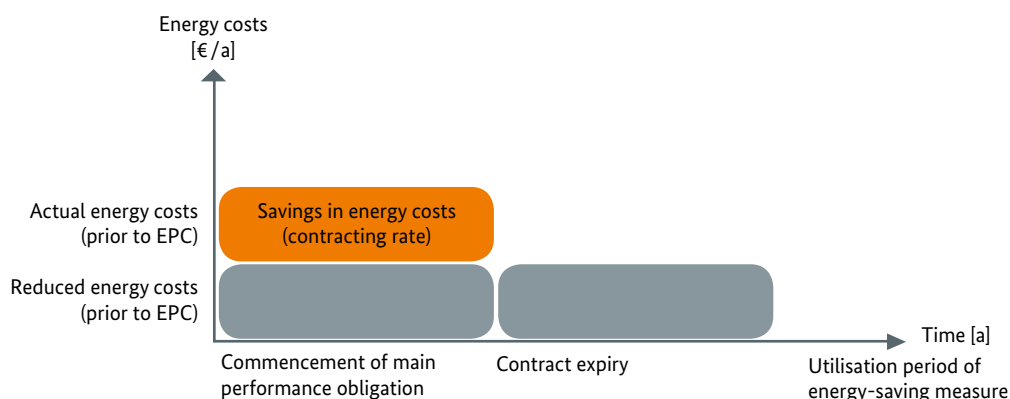 Energy costs
[€/a]
Actual energy costs
(prior to EPC)
Savings in energy costs
(contracting rate)
Reduced energy costs
(prior to EPC)
Time [a]
Commencement of main
performance obligation
Contract expiry
Utilisation period of
energy-saving measure